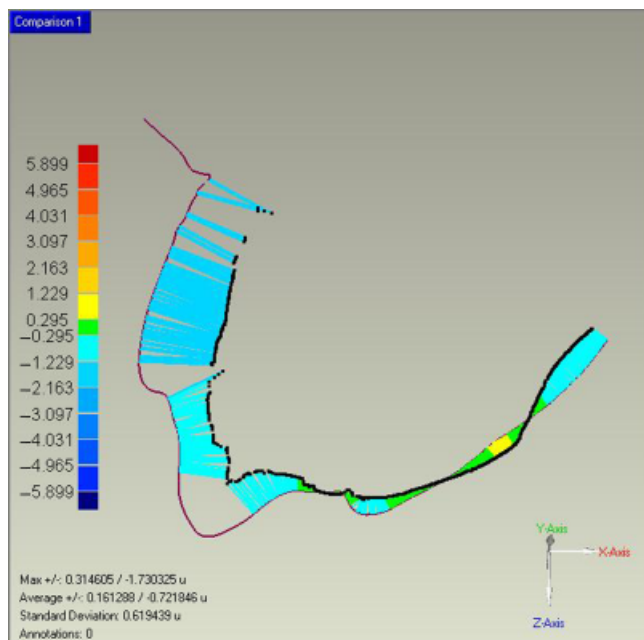 Comparison 1
5.899
4.965
4.031
3.097
2.163
1.229
0.295
−0.295
−1.229
−2.163
−3.097
−4.031
−4.965
−5.899
Y-Axis
X-Axis
Z-Axis
Max +/-: 0.314605 / -1.730325 u
Average +/-: 0.161288 / -0.721846 u
Standard Deviation: 0.619439 u
Annotations: 0